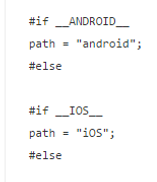 #if __ANDROID__
path = "android";
#else
#if __IOS__
path = "iOS";
#else